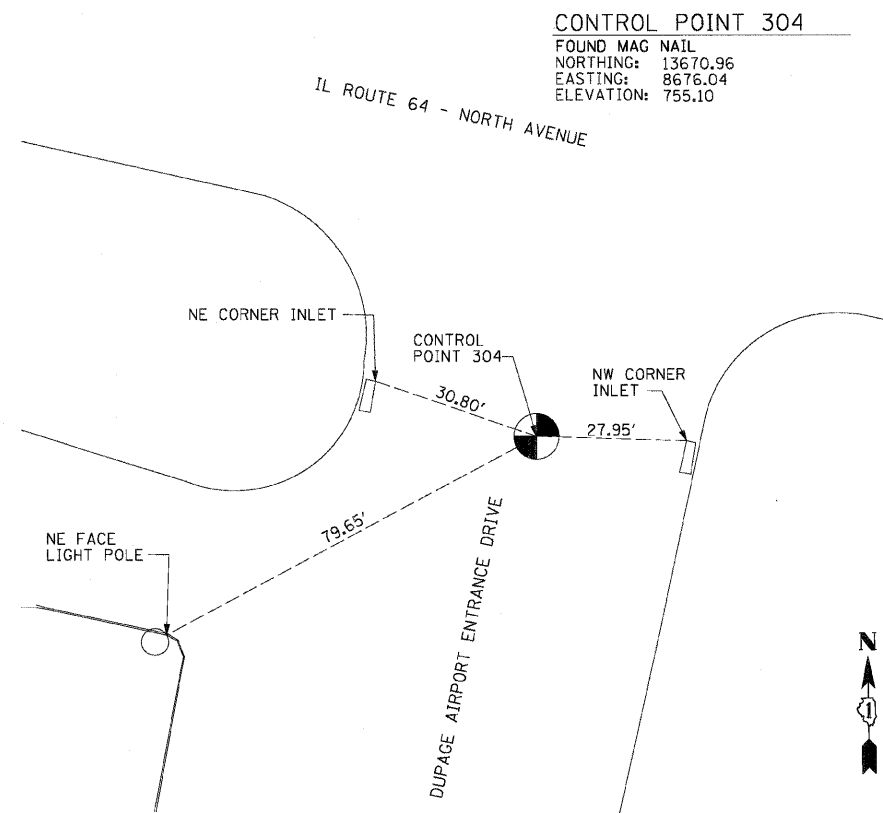 CONTROL POINT 304
FOUND MAG NAIL
NORTHING: 13670.96
EASTING: 8676.04
ELEVATION: 755.10
IL ROUTE 64 - NORTH AVENUE
NE CORNER INLET
CONTROL
POINT 304
NW CORNER
INLET
30.80'
27.95'
79.65'
NE FACE
LIGHT POLE
DUPAGE AIRPORT ENTRANCE DRIVE
N
1